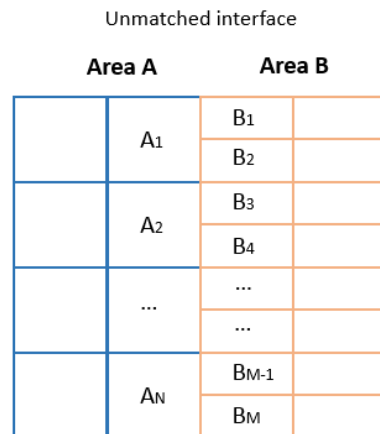 Unmatched interface
Area A Area B
B1
A1
B2
B3
A2
B4
...
...
...
BM-1
AN
BM